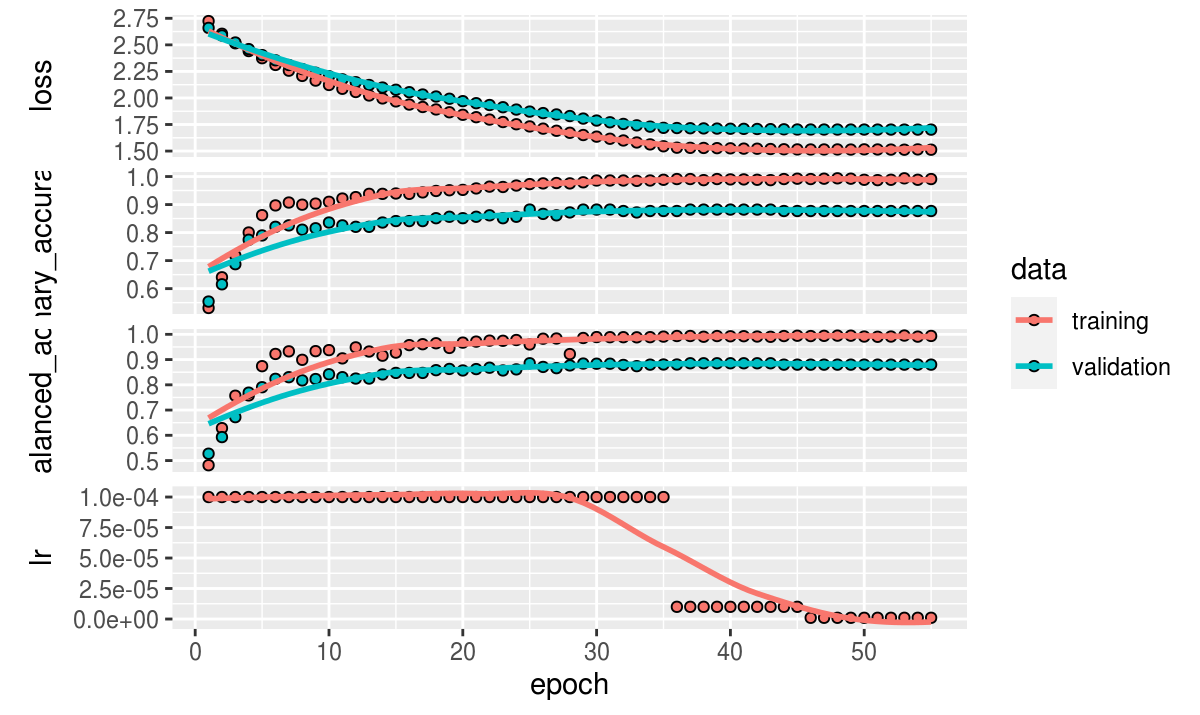 loss
2.75
2.50
2.25
2.00
1.75
1.50
nary_accura
1.0
0.9
0.8
0.7
0.6
alanced_ac
1.0
0.9
0.8
0.7
0.6
0.5
lr
1.0e-04
7.5e-05
5.0e-05
2.5e-05
0.0e+00
0 10 20 30 40 50
epoch
data
training
validation